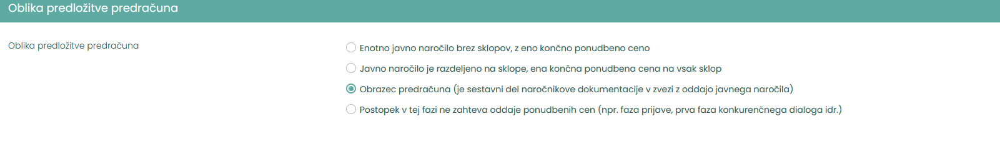 Oblika predložitve predračuna
Oblika predložitve predračuna
Enotno javno naročilo brez sklopov, z eno končno ponudbeno ceno
Javno naročilo je razdeljeno na sklope, ena končna ponudbena cena na vsak sklop
Obrazec predračuna (je sestavni del naročnikove dokumentacije v zvezi z oddajo javnega naročila)
Postopek v tej fazi ne zahteva oddaje ponudbenih cen (npr. faza prijave, prva faza konkurenčnega dialoga idr.)